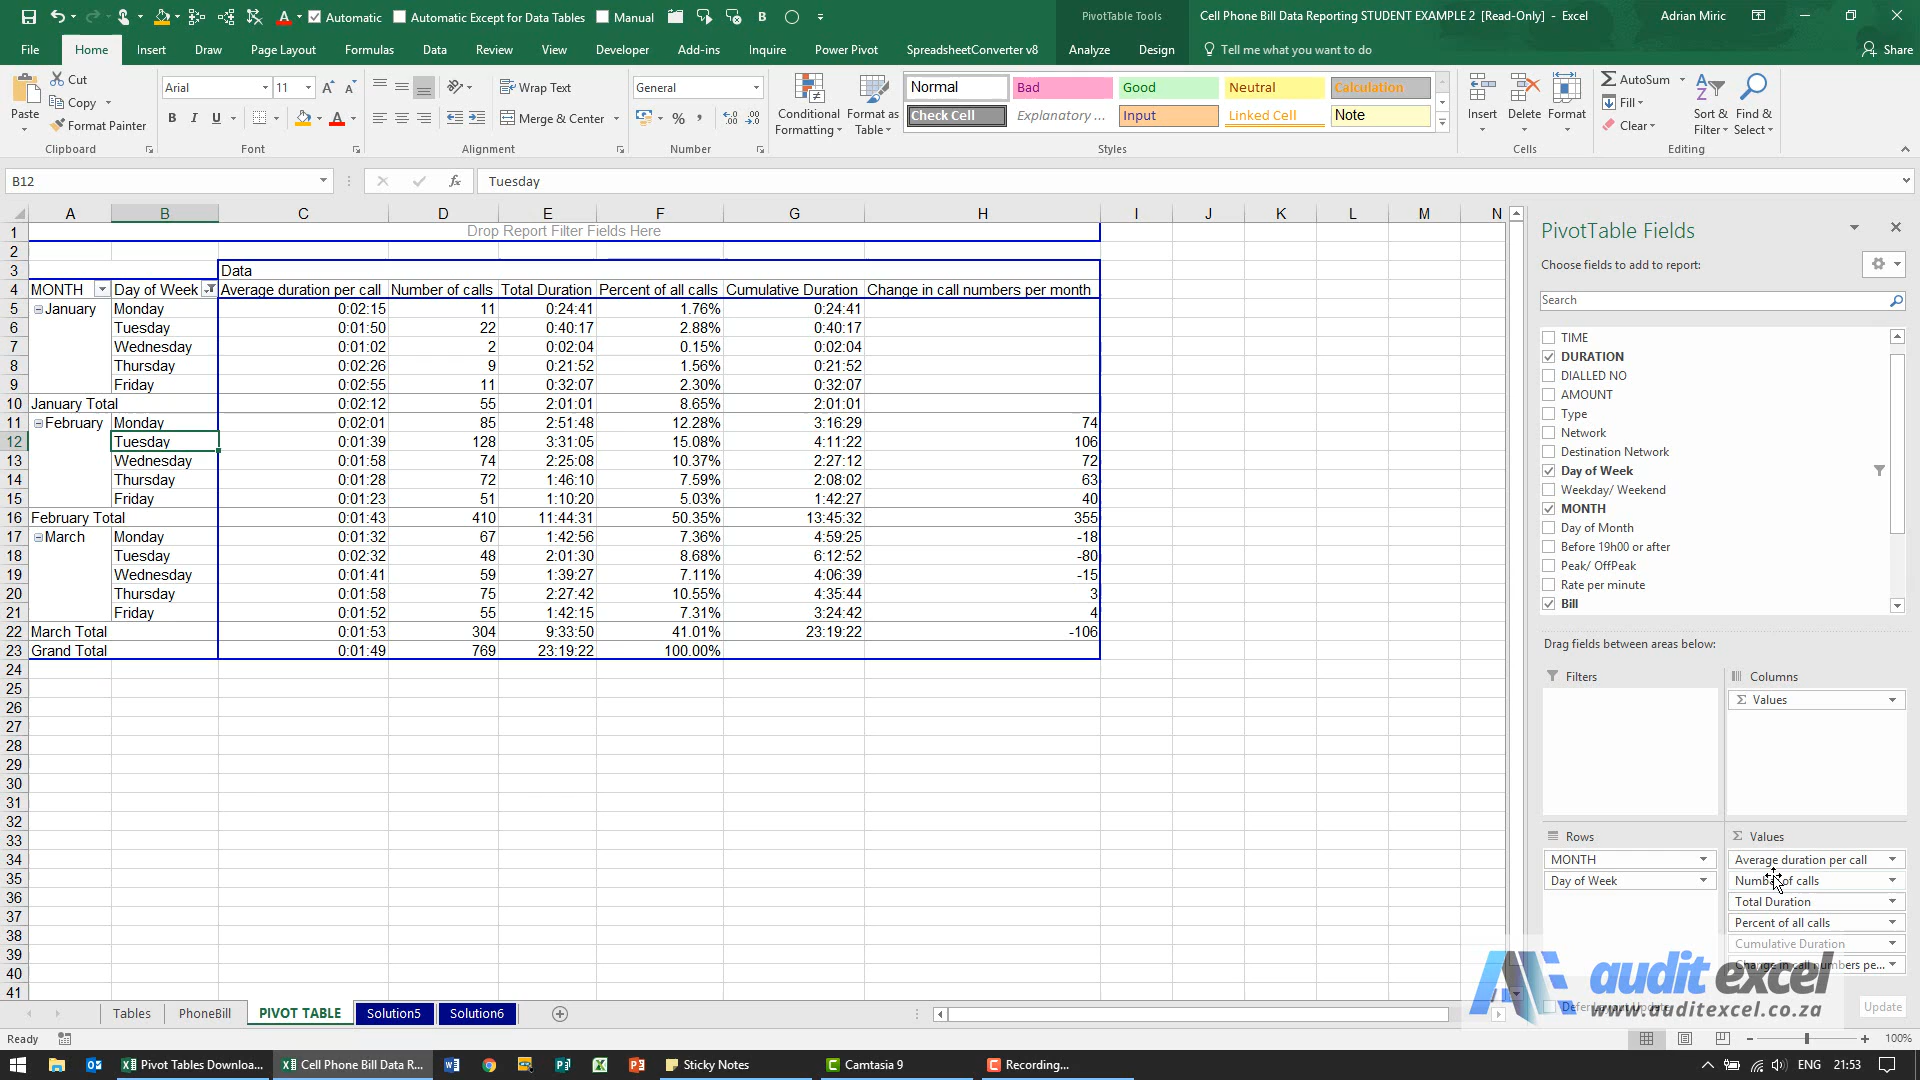 Automatic Automatic Except for Data Tables Manual B PivotTable Tools Cell Phone Bill Data Reporting STUDENT EXAMPLE 2 [Read-Only] - Excel Adrian Miric
File Home Insert Draw Page Layout Formulas Data Review View Developer Add-ins Inquire Power Pivot SpreadsheetConverter v8 Analyze Design Tell me what you want to do Share
Paste Cut Copy Format Painter Clipboard
Arial 11 B I U Font
Wrap Text Merge & Center Alignment
General % Number
Conditional Formatting Format as Table
Normal Bad Good Neutral Calculation
Check Cell Explanatory ... Input Linked Cell Note
Styles
Insert Delete Format Cells
AutoSum Fill Clear Sort & Filter Find & Select Editing
B12 fx Tuesday
A B C D E F G H I J K L M N
1 Drop Report Filter Fields Here
2
3 Data
4 MONTH Day of Week Average duration per call Number of calls Total Duration Percent of all calls Cumulative Duration Change in call numbers per month
5 January Monday 0:02:15 11 0:24:41 1.76% 0:24:41
6 Tuesday 0:01:50 22 0:40:17 2.88% 0:40:17
7 Wednesday 0:01:02 2 0:02:04 0.15% 0:02:04
8 Thursday 0:02:26 9 0:21:52 1.56% 0:21:52
9 Friday 0:02:55 11 0:32:07 2.30% 0:32:07
10 January Total 0:02:12 55 2:01:01 8.65% 2:01:01
11 February Monday 0:02:01 85 2:51:48 12.28% 3:16:29 74
12 Tuesday 0:01:39 128 3:31:05 15.08% 4:11:22 106
13 Wednesday 0:01:58 74 2:25:08 10.37% 2:27:12 72
14 Thursday 0:01:28 72 1:46:10 7.59% 2:08:02 63
15 Friday 0:01:23 51 1:10:20 5.03% 1:42:27 40
16 February Total 0:01:43 410 11:44:31 50.35% 13:45:32 355
17 March Monday 0:01:32 67 1:42:56 7.36% 4:59:25 -18
18 Tuesday 0:02:32 48 2:01:30 8.68% 6:12:52 -80
19 Wednesday 0:01:41 59 1:39:27 7.11% 4:06:39 -15
20 Thursday 0:01:58 75 2:27:42 10.55% 4:35:44 3
21 Friday 0:01:52 55 1:42:15 7.31% 3:24:42 4
22 March Total 0:01:53 304 9:33:50 41.01% 23:19:22 -106
23 Grand Total 0:01:49 769 23:19:22 100.00%
24
25
26
27
28
29
30
31
32
33
34
35
36
37
38
39
40
41
PivotTable Fields
Choose fields to add to report:
Search
TIME
DURATION
DIALLED NO
AMOUNT
Type
Network
Destination Network
Day of Week
Weekday/ Weekend
MONTH
Day of Month
Before 19h00 or after
Peak/ OffPeak
Rate per minute
Bill
Drag fields between areas below:
Filters Columns
Values
Rows Values
MONTH Average duration per call
Day of Week Number of calls
Total Duration
Percent of all calls
Cumulative Duration
Change in call numbers pe...
Defer Layout Update Update
audit excel
www.auditexcel.co.za
Tables PhoneBill PIVOT TABLE Solution5 Solution6
Ready 100%
Pivot Tables Downloa... Cell Phone Bill Data R... Sticky Notes Camtasia 9 Recording... ENG 21:53